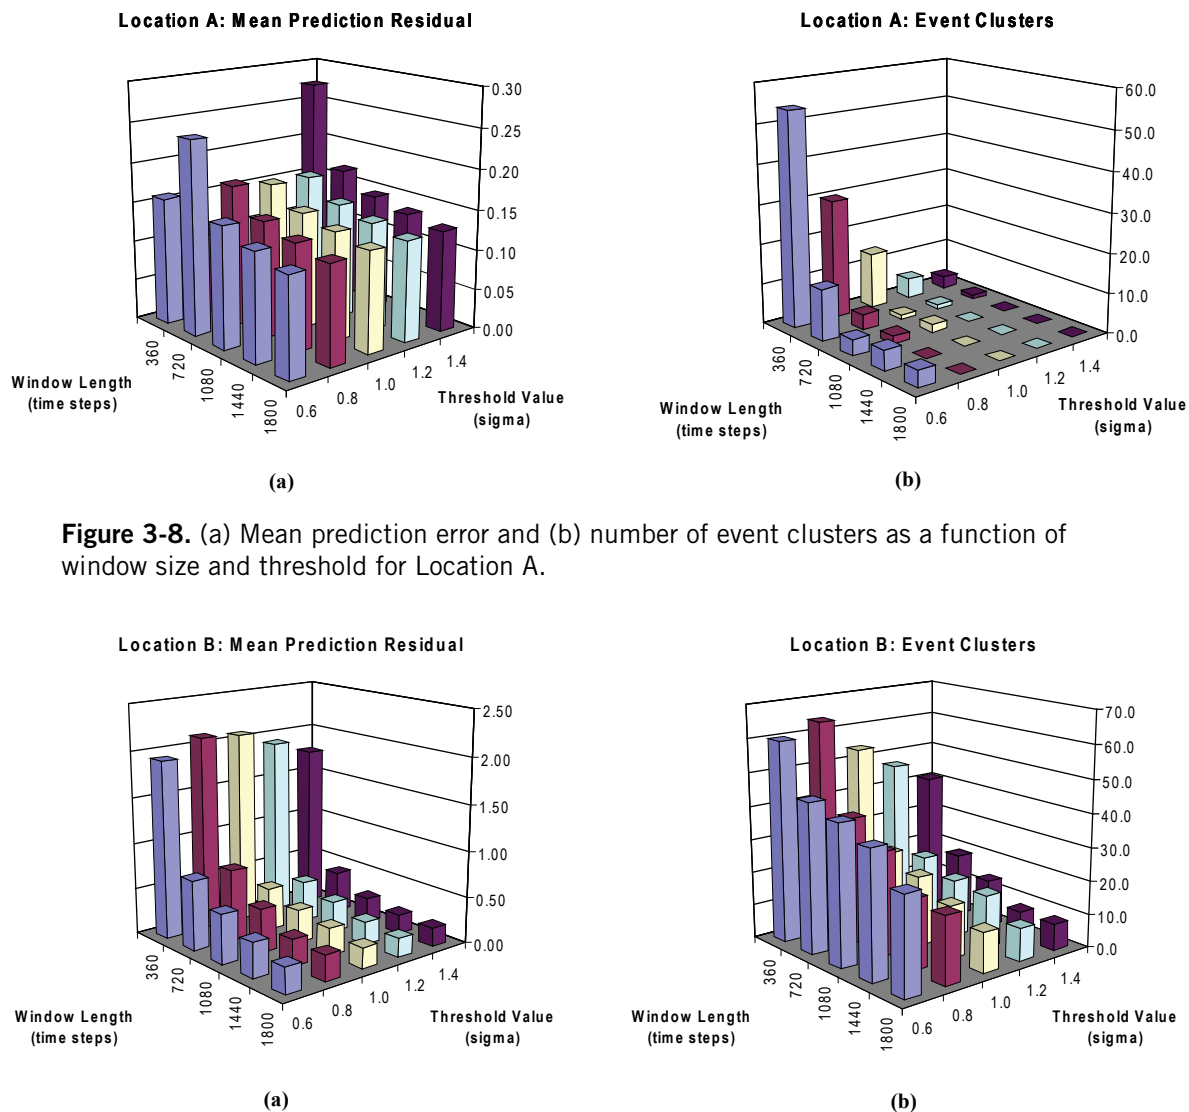 Location A: Mean Prediction Residual
0.30
0.25
0.20
0.15
0.10
0.05
0.00
360
720
1080
1440
1800
0.6
0.8
1.0
1.2
1.4
Window Length
(time steps)
Threshold Value
(sigma)
(a)
Location A: Event Clusters
60.0
50.0
40.0
30.0
20.0
10.0
0.0
360
720
1080
1440
1800
0.6
0.8
1.0
1.2
1.4
Window Length
(time steps)
Threshold Value
(sigma)
(b)
Figure 3-8. (a) Mean prediction error and (b) number of event clusters as a function of
window size and threshold for Location A.
Location B: Mean Prediction Residual
2.50
2.00
1.50
1.00
0.50
0.00
360
720
1080
1440
1800
0.6
0.8
1.0
1.2
1.4
Window Length
(time steps)
Threshold Value
(sigma)
(a)
Location B: Event Clusters
70.0
60.0
50.0
40.0
30.0
20.0
10.0
0.0
360
720
1080
1440
1800
0.6
0.8
1.0
1.2
1.4
Window Length
(time steps)
Threshold Value
(sigma)
(b)